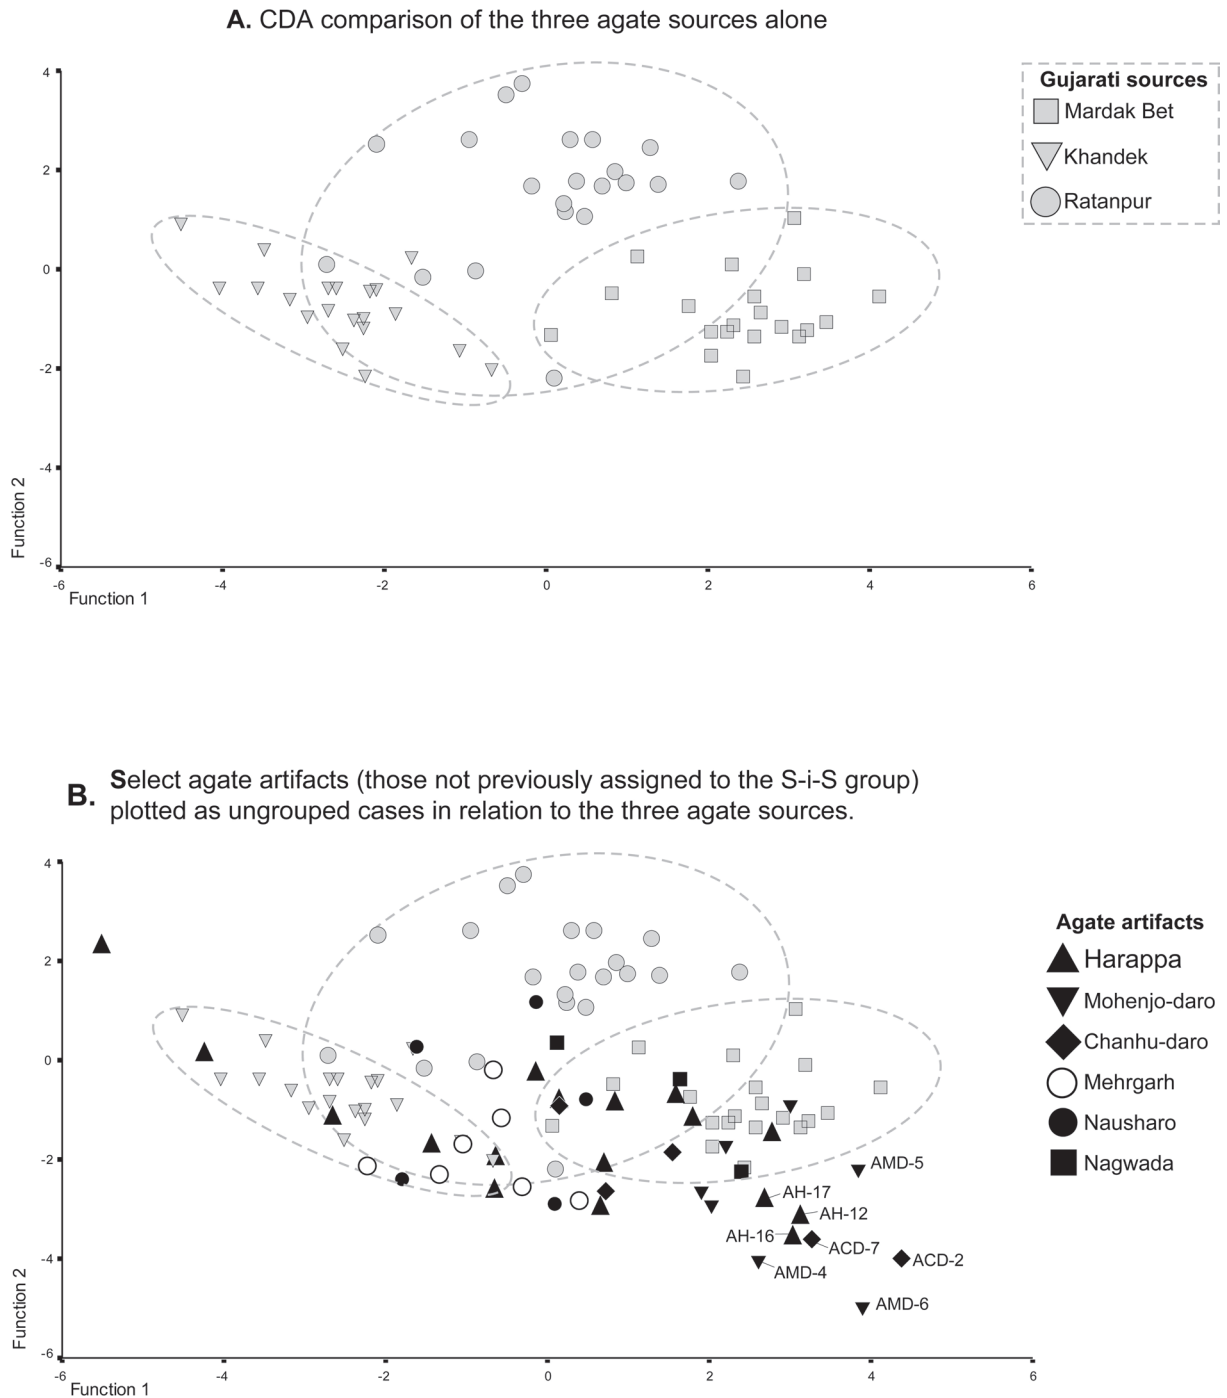 A. CDA comparison of the three agate sources alone
Gujarati sources
Mardak Bet
Khandek
Ratanpur
4
2
0
-2
-4
-6
Function 2
-6
-4
-2
0
2
4
6
Function 1
B. Select agate artifacts (those not previously assigned to the S-i-S group)
plotted as ungrouped cases in relation to the three agate sources.
Agate artifacts
Harappa
Mohenjo-daro
Chanhu-daro
Mehrgarh
Nausharo
Nagwada
4
2
0
-2
-4
-6
Function 2
AMD-5
AH-17
AH-12
AH-16
ACD-7
ACD-2
AMD-4
AMD-6
-6
-4
-2
0
2
4
6
Function 1